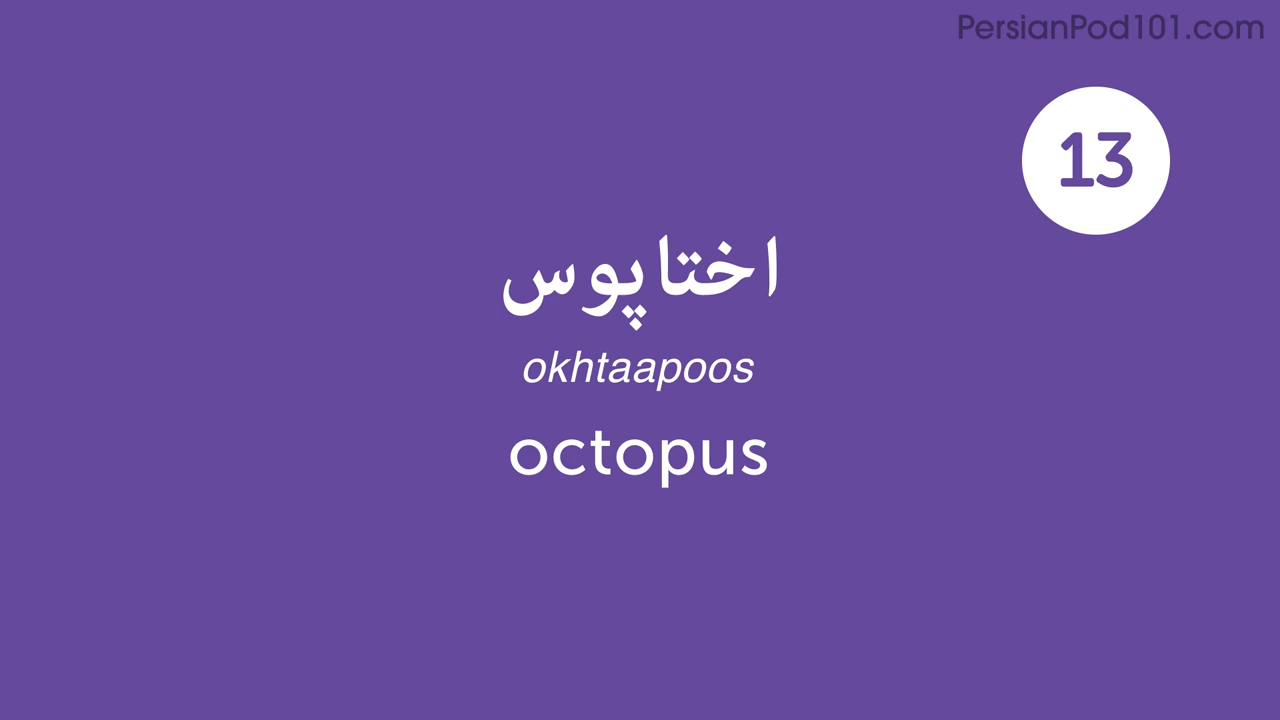 PersianPod101.com
13
اختاپوس
okhtaapoos
octopus